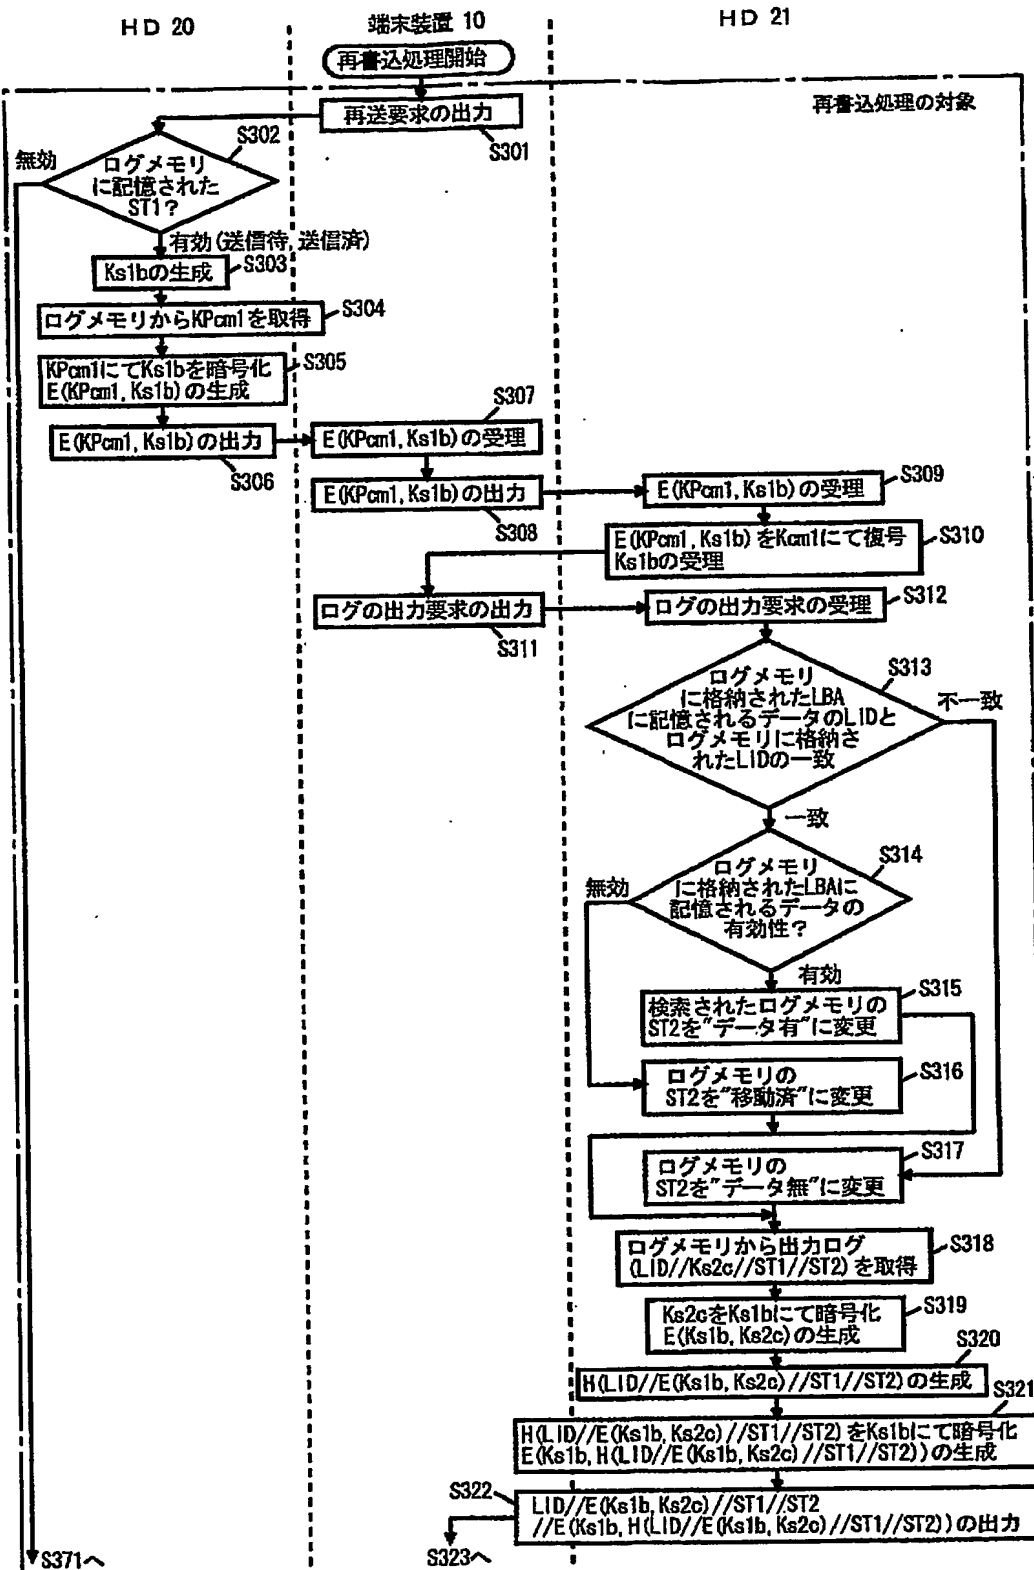 HD 20
端末装置 10
HD 21
再書込処理開始
再書込処理の対象
再送要求の出力
S301
S302
無効
ログメモリ
に記憶された
ST1？
有効(送信待,送信済)
Ks1bの生成
S303
ログメモリからKPcm1を取得
S304
KPcm1にてKs1bを暗号化
E(KPcm1, Ks1b)の生成
S305
E(KPcm1, Ks1b)の出力
S306
S307
E(KPcm1, Ks1b)の受理
E(KPcm1, Ks1b)の出力
S308
E(KPcm1, Ks1b)の受理
S309
E(KPcm1, Ks1b)をKcm1にて復号
Ks1bの受理
S310
ログの出力要求の出力
S311
ログの出力要求の受理
S312
S313
ログメモリ
に格納されたLBA
に記憶されるデータのLIDと
ログメモリに格納さ
れたLIDの一致
不一致
一致
S314
ログメモリ
に格納されたLBAに
記憶されるデータの
有効性？
無効
有効
検索されたログメモリの
ST2を"データ有"に変更
S315
ログメモリの
ST2を"移動済"に変更
S316
ログメモリの
ST2を"データ無"に変更
S317
ログメモリから出力ログ
(LID//Ks2c//ST1//ST2)を取得
S318
Ks2cをKs1bにて暗号化
E(Ks1b, Ks2c)の生成
S319
S320
H(LID//E(Ks1b, Ks2c)//ST1//ST2)の生成
S321
H(LID//E(Ks1b, Ks2c)//ST1//ST2)をKs1bにて暗号化
E(Ks1b, H(LID//E(Ks1b, Ks2c)//ST1//ST2))の生成
S322
LID//E(Ks1b, Ks2c)//ST1//ST2
//E(Ks1b, H(LID//E(Ks1b, Ks2c)//ST1//ST2))の出力
S371へ
S323へ